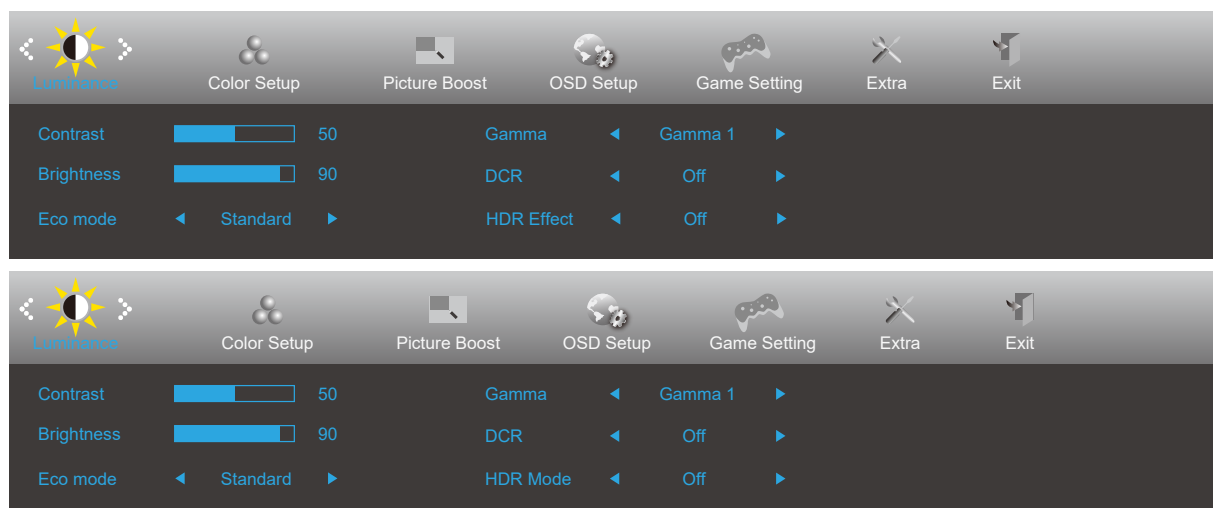 Luminance Color Setup Picture Boost OSD Setup Game Setting Extra Exit
Contrast 50 Gamma Gamma 1
Brightness 90 DCR Off
Eco mode Standard HDR Effect Off
Luminance Color Setup Picture Boost OSD Setup Game Setting Extra Exit
Contrast 50 Gamma Gamma 1
Brightness 90 DCR Off
Eco mode Standard HDR Mode Off